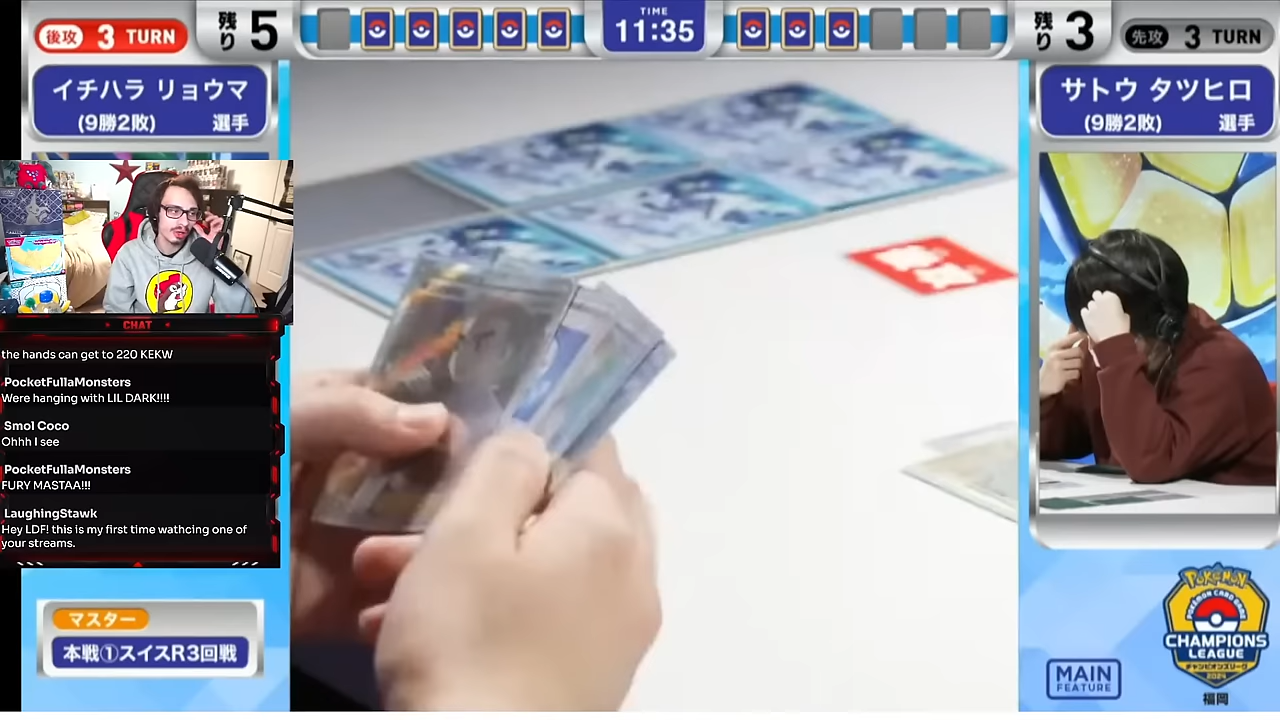 後攻 3 TURN
残り 5
TIME
11:35
残り 3
先攻 3 TURN
イチハラ リョウマ
(9勝2敗) 選手
サトウ タツヒロ
(9勝2敗) 選手
CHAT
the hands can get to 220 KEKW
PocketFullaMonsters
Were hanging with LIL DARK!!!!
Smol Coco
Ohhh I see
PocketFullaMonsters
FURY MASTAA!!!
LaughingStawk
Hey LDF! this is my first time wathcing one of
your streams.
マスター
本戦①スイスR3回戦
MAIN
FEATURE
POKÉMON
POKÉMON CARD GAME
CHAMPIONS
LEAGUE
チャンピオンズリーグ
2024
福岡